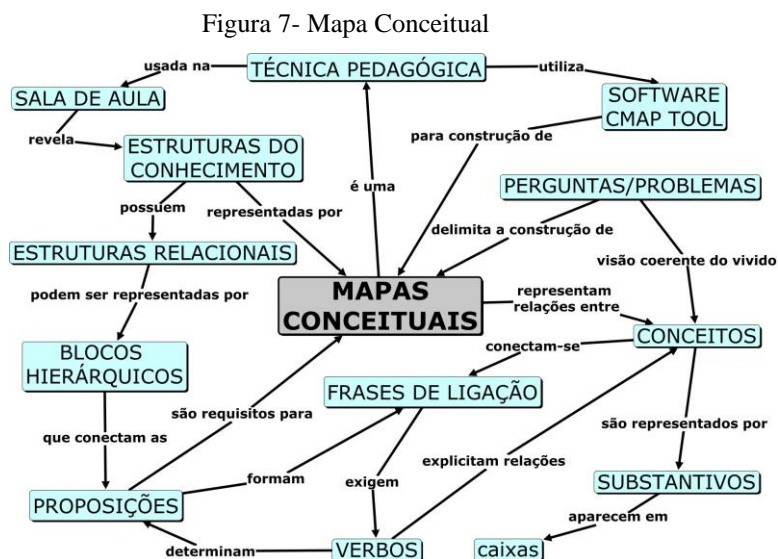 Figura 7- Mapa Conceitual
usada na
TÉCNICA PEDAGÓGICA
utiliza
SALA DE AULA
SOFTWARE
CMAP TOOL
revela
ESTRUTURAS DO
CONHECIMENTO
para construção de
é uma
PERGUNTAS/PROBLEMAS
possuem
representadas por
delimita a construção de
ESTRUTURAS RELACIONAIS
visão coerente do vivido
podem ser representadas por
MAPAS
CONCEITUAIS
representam
relações entre
CONCEITOS
BLOCOS
HIERÁRQUICOS
conectam-se
FRASES DE LIGAÇÃO
são requisitos para
são representados por
que conectam as
formam
exigem
explicitam relações
SUBSTANTIVOS
PROPOSIÇÕES
aparecem em
determinam
VERBOS
caixas